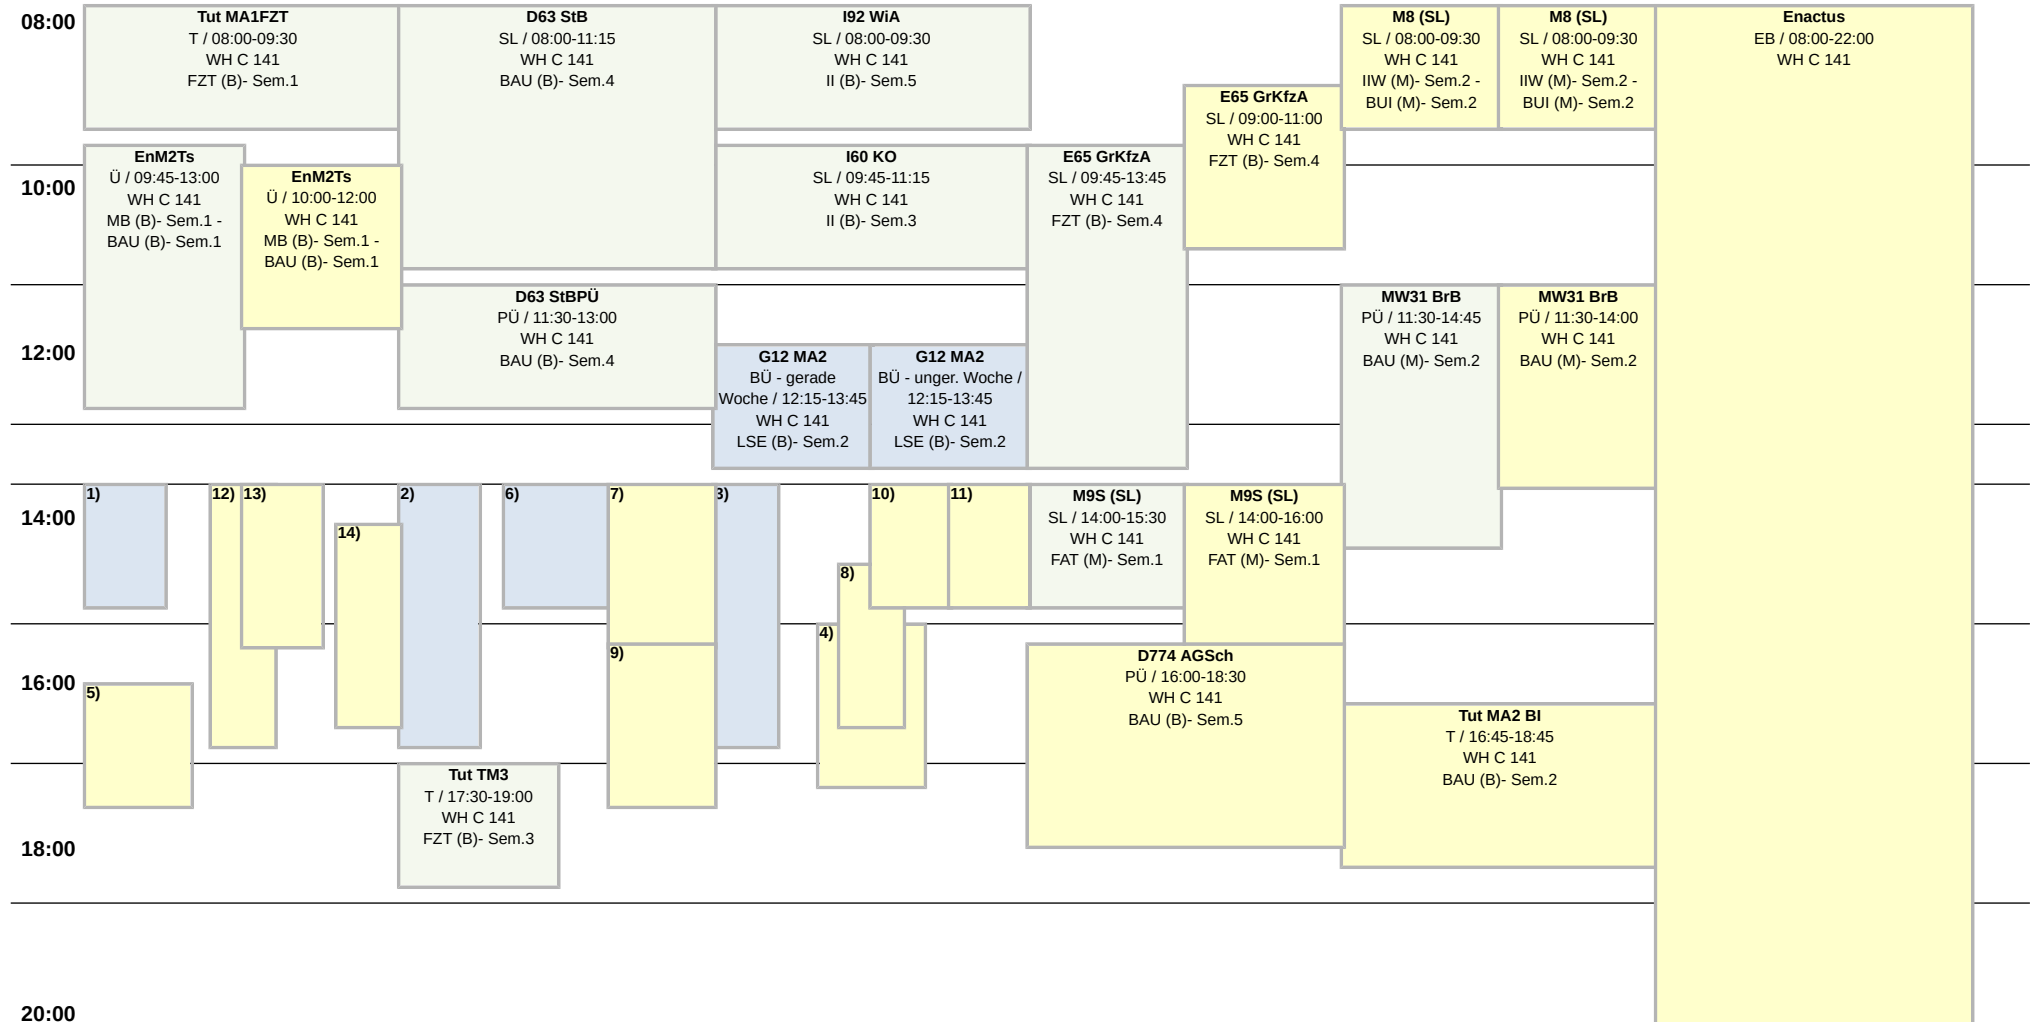 08:00
Tut MA1FZT
T / 08:00-09:30
WH C 141
FZT (B)- Sem.1
D63 StB
SL / 08:00-11:15
WH C 141
BAU (B)- Sem.4
I92 WiA
SL / 08:00-09:30
WH C 141
II (B)- Sem.5
M8 (SL)
SL / 08:00-09:30
WH C 141
IIW (M)- Sem.2 -
BUI (M)- Sem.2
M8 (SL)
SL / 08:00-09:30
WH C 141
IIW (M)- Sem.2 -
BUI (M)- Sem.2
Enactus
EB / 08:00-22:00
WH C 141
E65 GrKfzA
SL / 09:00-11:00
WH C 141
FZT (B)- Sem.4
10:00
EnM2Ts
Ü / 09:45-13:00
WH C 141
MB (B)- Sem.1 -
BAU (B)- Sem.1
EnM2Ts
Ü / 10:00-12:00
WH C 141
MB (B)- Sem.1 -
BAU (B)- Sem.1
I60 KO
SL / 09:45-11:15
WH C 141
II (B)- Sem.3
E65 GrKfzA
SL / 09:45-13:45
WH C 141
FZT (B)- Sem.4
12:00
D63 StBPÜ
PÜ / 11:30-13:00
WH C 141
BAU (B)- Sem.4
G12 MA2
BÜ - gerade
Woche / 12:15-13:45
WH C 141
LSE (B)- Sem.2
G12 MA2
BÜ - unger. Woche /
12:15-13:45
WH C 141
LSE (B)- Sem.2
MW31 BrB
PÜ / 11:30-14:45
WH C 141
BAU (M)- Sem.2
MW31 BrB
PÜ / 11:30-14:00
WH C 141
BAU (M)- Sem.2
14:00
1)
12)
13)
14)
2)
6)
7)
3)
8)
10)
11)
M9S (SL)
SL / 14:00-15:30
WH C 141
FAT (M)- Sem.1
M9S (SL)
SL / 14:00-16:00
WH C 141
FAT (M)- Sem.1
4)
9)
16:00
5)
D774 AGSch
PÜ / 16:00-18:30
WH C 141
BAU (B)- Sem.5
Tut MA2 BI
T / 16:45-18:45
WH C 141
BAU (B)- Sem.2
Tut TM3
T / 17:30-19:00
WH C 141
FZT (B)- Sem.3
18:00
20:00